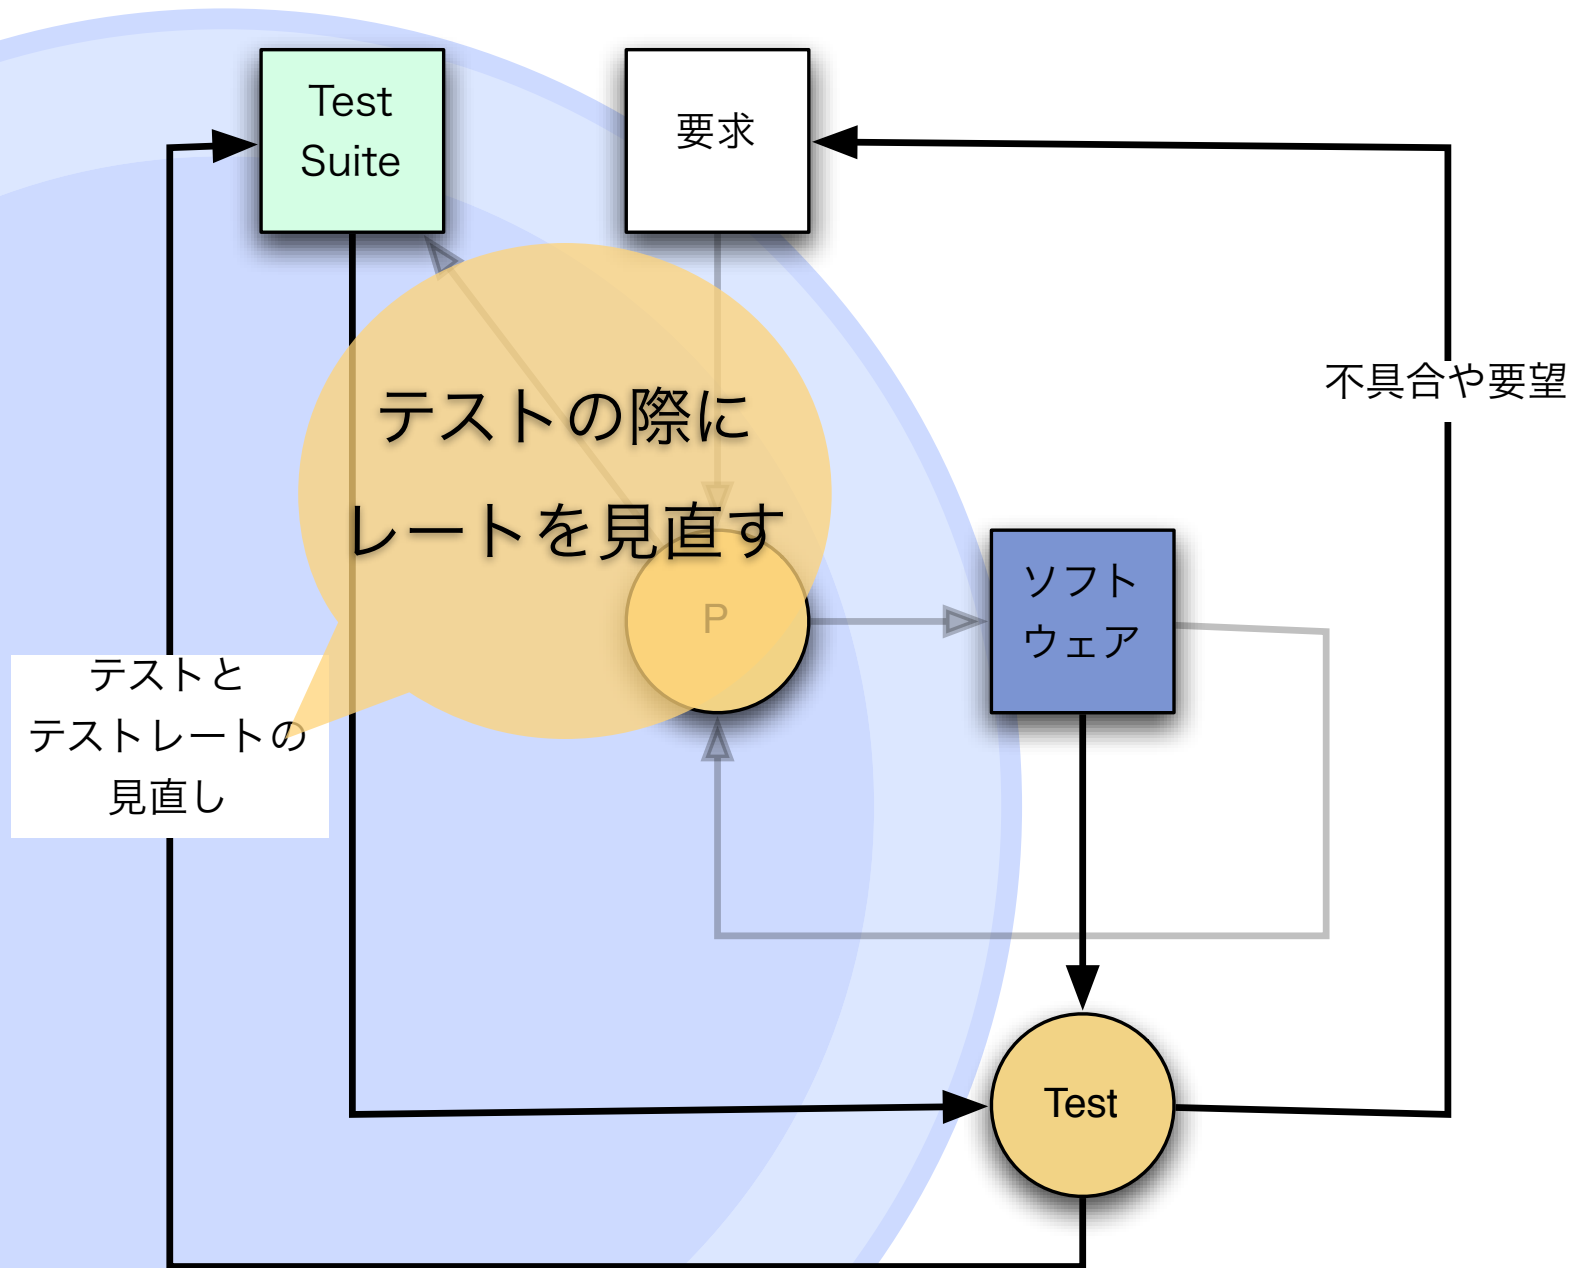 Test
Suite
要求
不具合や要望
テストの際に
レートを見直す
P
ソフト
ウェア
テストと
テストレートの
見直し
Test